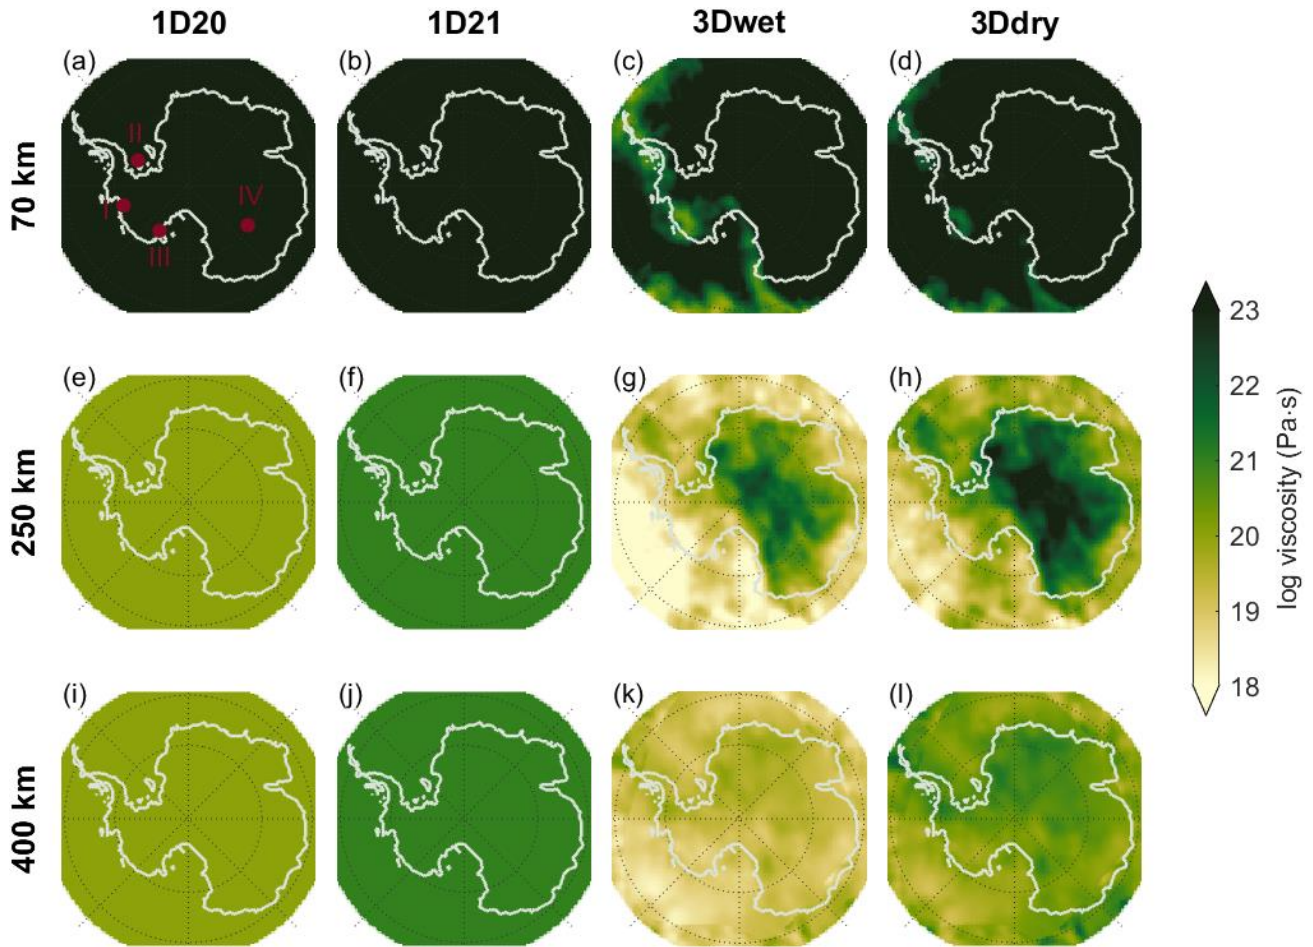 1D20 1D21 3Dwet 3Ddry
(a) (b) (c) (d)
II
I
IV
III
70 km
(e) (f) (g) (h)
250 km
(i) (j) (k) (l)
400 km
23
22
21
20
19
18
log viscosity (Pa·s)